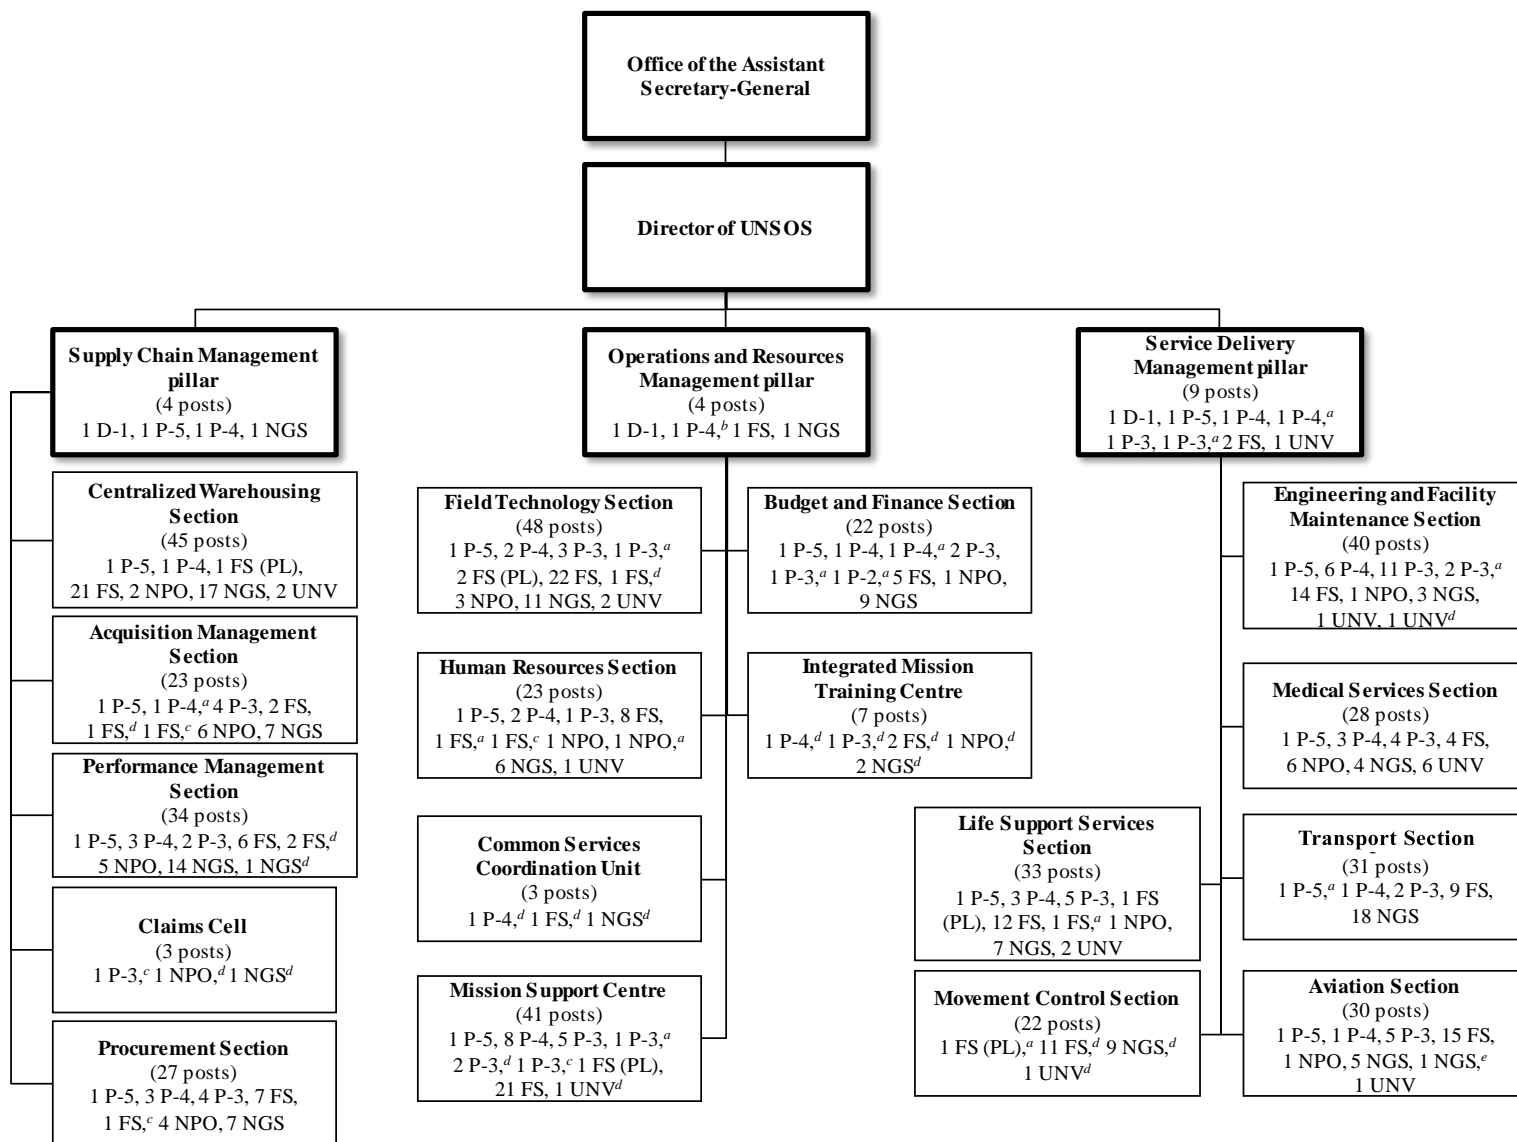 Office of the Assistant
Secretary-General
Director of UNSOS
Supply Chain Management
pillar
(4 posts)
1 D-1, 1 P-5, 1 P-4, 1 NGS
Operations and Resources
Management pillar
(4 posts)
1 D-1, 1 P-4,b 1 FS, 1 NGS
Service Delivery
Management pillar
(9 posts)
1 D-1, 1 P-5, 1 P-4, 1 P-4,a
1 P-3, 1 P-3,a 2 FS, 1 UNV
Centralized Warehousing
Section
(45 posts)
1 P-5, 1 P-4, 1 FS (PL),
21 FS, 2 NPO, 17 NGS, 2 UNV
Acquisition Management
Section
(23 posts)
1 P-5, 1 P-4,a 4 P-3, 2 FS,
1 FS,d 1 FS,c 6 NPO, 7 NGS
Performance Management
Section
(34 posts)
1 P-5, 3 P-4, 2 P-3, 6 FS, 2 FS,d
5 NPO, 14 NGS, 1 NGSd
Claims Cell
(3 posts)
1 P-3,c 1 NPO,d 1 NGSd
Procurement Section
(27 posts)
1 P-5, 3 P-4, 4 P-3, 7 FS,
1 FS,c 4 NPO, 7 NGS
Field Technology Section
(48 posts)
1 P-5, 2 P-4, 3 P-3, 1 P-3,a
2 FS (PL), 22 FS, 1 FS,d
3 NPO, 11 NGS, 2 UNV
Budget and Finance Section
(22 posts)
1 P-5, 1 P-4, 1 P-4,a 2 P-3,
1 P-3,a 1 P-2,a 5 FS, 1 NPO,
9 NGS
Human Resources Section
(23 posts)
1 P-5, 2 P-4, 1 P-3, 8 FS,
1 FS,a 1 FS,c 1 NPO, 1 NPO,a
6 NGS, 1 UNV
Integrated Mission
Training Centre
(7 posts)
1 P-4,d 1 P-3,d 2 FS,d 1 NPO,d
2 NGSd
Common Services
Coordination Unit
(3 posts)
1 P-4,d 1 FS,d 1 NGSd
Mission Support Centre
(41 posts)
1 P-5, 8 P-4, 5 P-3, 1 P-3,a
2 P-3,d 1 P-3,c 1 FS (PL),
21 FS, 1 UNVd
Engineering and Facility
Maintenance Section
(40 posts)
1 P-5, 6 P-4, 11 P-3, 2 P-3,a
14 FS, 1 NPO, 3 NGS,
1 UNV, 1 UNVd
Medical Services Section
(28 posts)
1 P-5, 3 P-4, 4 P-3, 4 FS,
6 NPO, 4 NGS, 6 UNV
Life Support Services
Section
(33 posts)
1 P-5, 3 P-4, 5 P-3, 1 FS
(PL), 12 FS, 1 FS,a 1 NPO,
7 NGS, 2 UNV
Transport Section
(31 posts)
1 P-5,a 1 P-4, 2 P-3, 9 FS,
18 NGS
Movement Control Section
(22 posts)
1 FS (PL),a 11 FS,d 9 NGS,d
1 UNVd
Aviation Section
(30 posts)
1 P-5, 1 P-4, 5 P-3, 15 FS,
1 NPO, 5 NGS, 1 NGS,e
1 UNV